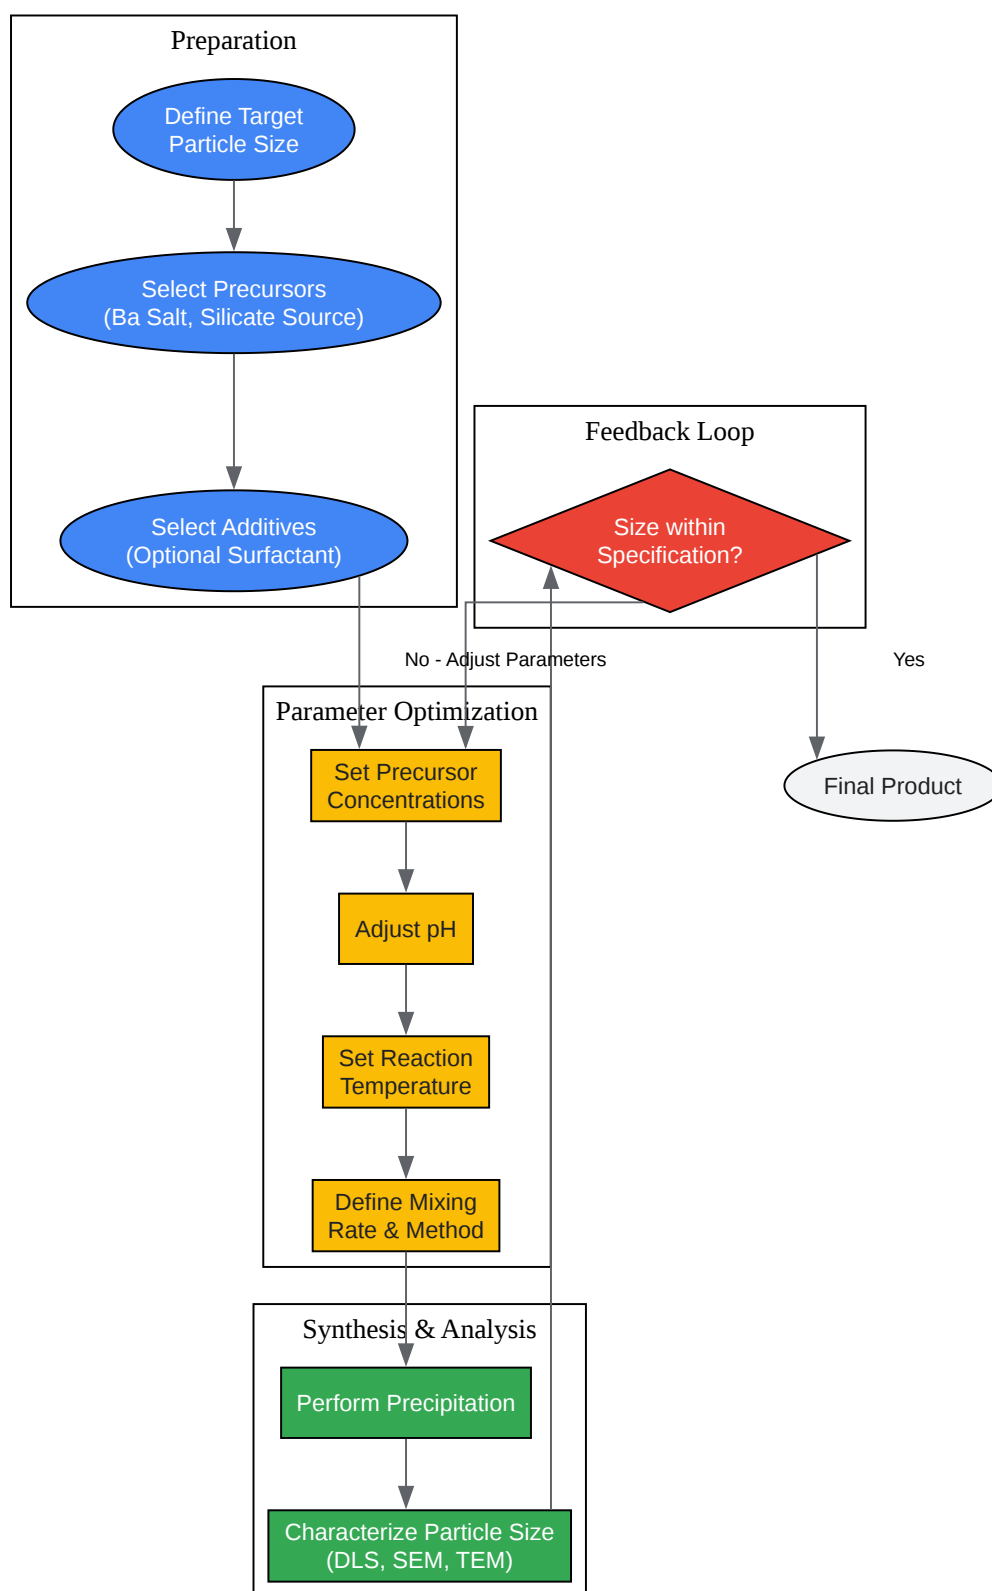 Preparation
Define Target
Particle Size
Select Precursors
(Ba Salt, Silicate Source)
Select Additives
(Optional Surfactant)
Feedback Loop
Size within
Specification?
No - Adjust Parameters
Yes
Parameter Optimization
Set Precursor
Concentrations
Final Product
Adjust pH
Set Reaction
Temperature
Define Mixing
Rate & Method
Synthesis & Analysis
Perform Precipitation
Characterize Particle Size
(DLS, SEM, TEM)